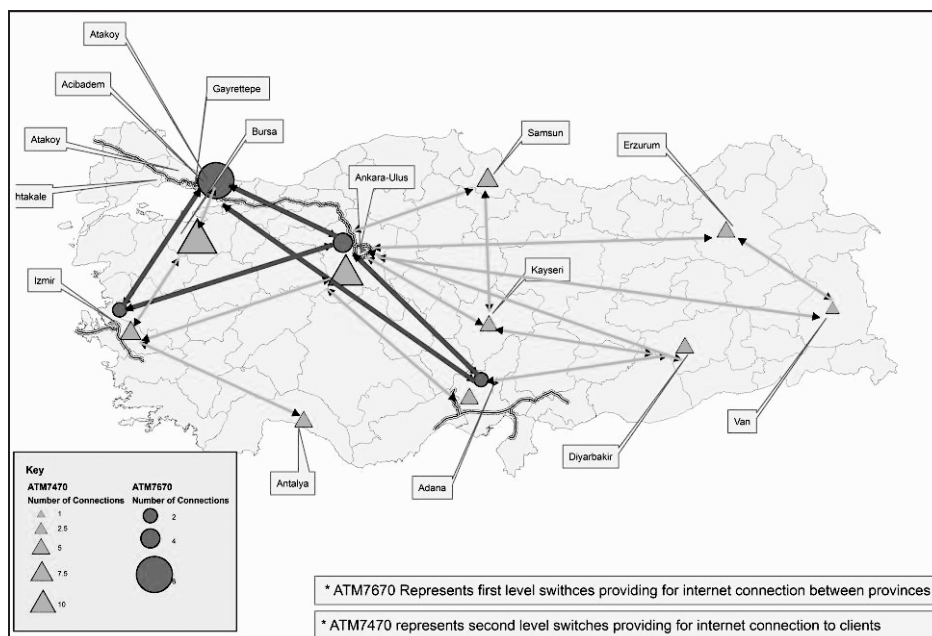 Atakoy
Acibadem
Gayrettepe
Atakoy
Bursa
Samsun
Erzurum
htakale
Ankara-Ulus
Izmir
Kayseri
Van
Diyarbakir
Antalya
Adana
Key
ATM7470
Number of Connections
1
2.5
5
7.5
10
ATM7670
Number of Connections
2
4
* ATM7670 Represents first level swithces providing for internet connection between provinces
* ATM7470 represents second level switches providing for internet connection to clients